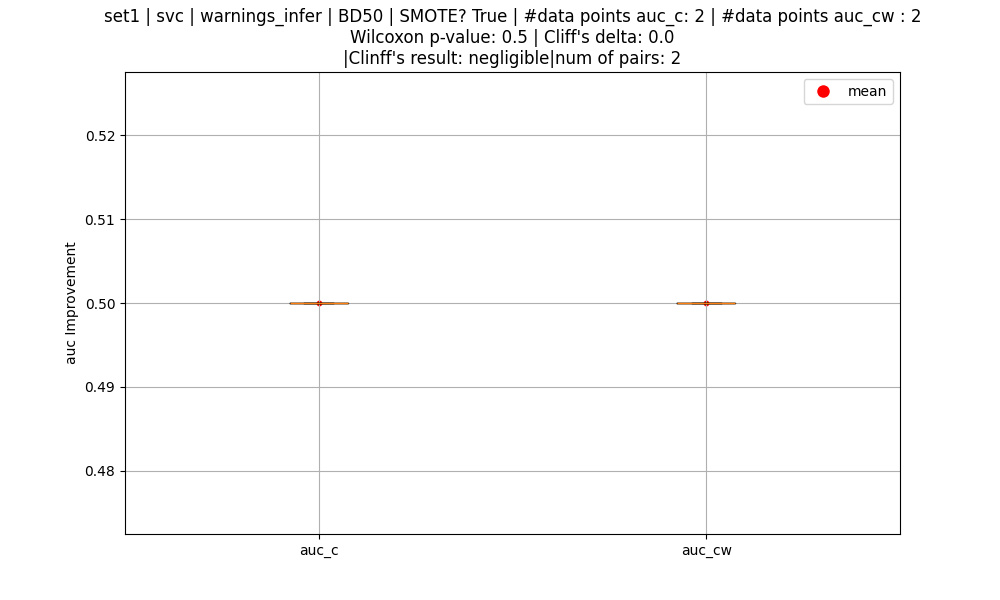 set1 | svc | warnings_infer | BD50 | SMOTE? True | #data points auc_c: 2 | #data points auc_cw : 2
Wilcoxon p-value: 0.5 | Cliff's delta: 0.0
|Clinff's result: negligible|num of pairs: 2
mean
0.52
0.51
0.50
0.49
0.48
auc Improvement
auc_c
auc_cw